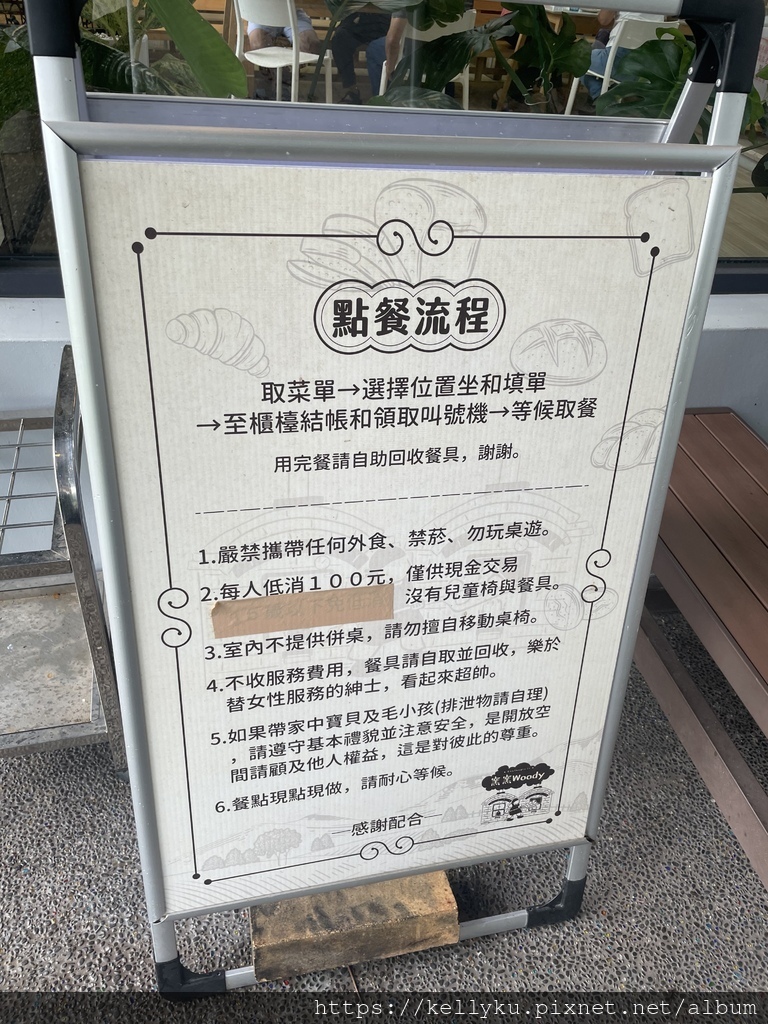 點餐流程
取菜單→選擇位置坐和填單
→至櫃檯結帳和領取叫號機→等候取餐
用完餐請自助回收餐具，謝謝。
1.嚴禁攜帶任何外食、禁菸、勿玩桌遊。
2.每人低消１００元，僅供現金交易
沒有兒童椅與餐具。
3.室內不提供併桌，請勿擅自移動桌椅。
4.不收服務費用，餐具請自取並回收，樂於
替女性服務的紳士，看起來超帥。
5.如果帶家中寶貝及毛小孩(排泄物請自理)
，請遵守基本禮貌並注意安全，是開放空
間請顧及他人權益，這是對彼此的尊重。
6.餐點現點現做，請耐心等候。
窯窯Woody
—感謝配合—
https://kellyku.pixnet.net/album